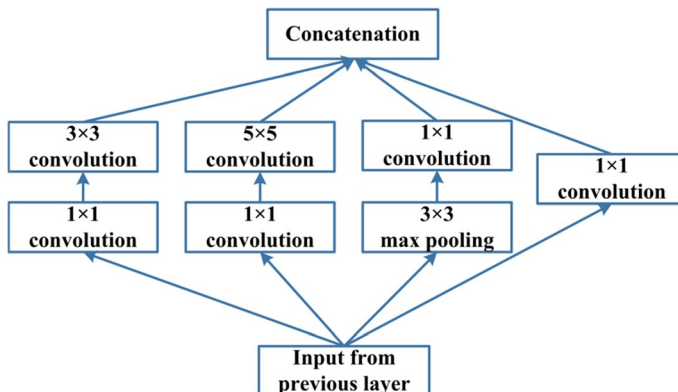 Concatenation
3×3
convolution
5×5
convolution
1×1
convolution
1×1
convolution
1×1
convolution
1×1
convolution
3×3
max pooling
Input from
previous layer